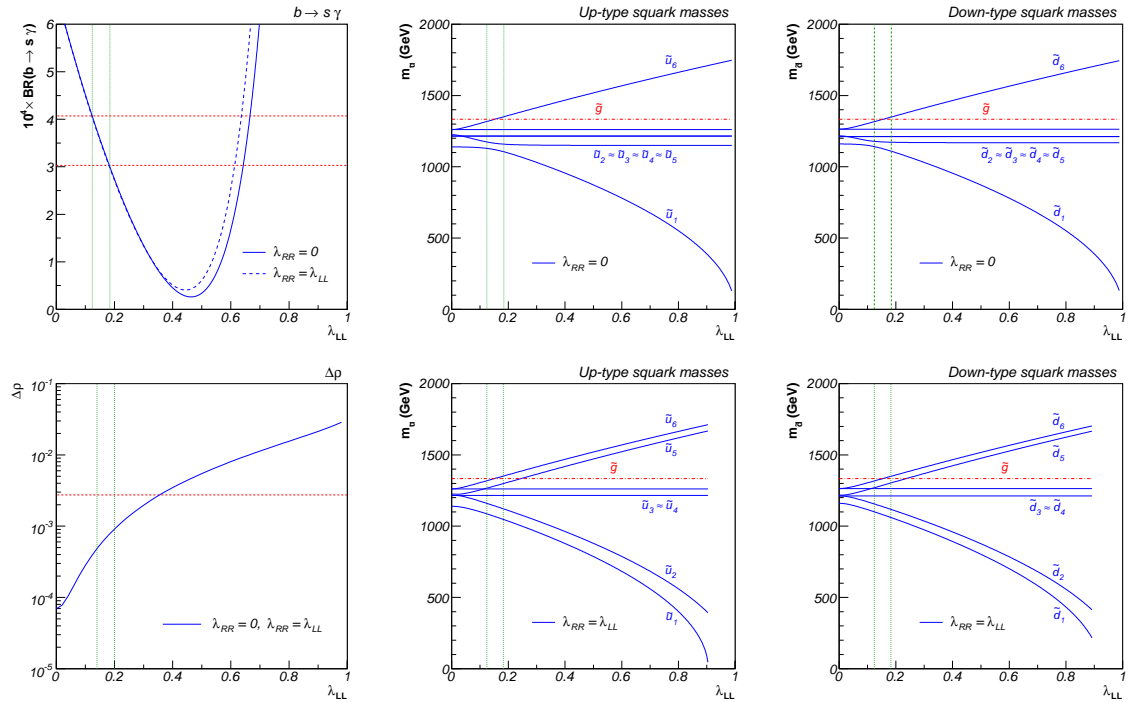 b → s γ
10⁴ × BR(b → s γ)
6
5
4
3
2
1
0
λ_RR = 0
λ_RR = λ_LL
0 0.2 0.4 0.6 0.8 1
λ_LL
Up-type squark masses
m_ũ (GeV)
2000
1500
1000
500
0
ũ_6
g̃
ũ_2 ≈ ũ_3 ≈ ũ_4 ≈ ũ_5
ũ_1
λ_RR = 0
0 0.2 0.4 0.6 0.8 1
λ_LL
Down-type squark masses
m_d̃ (GeV)
2000
1500
1000
500
0
d̃_6
g̃
d̃_2 ≈ d̃_3 ≈ d̃_4 ≈ d̃_5
d̃_1
λ_RR = 0
0 0.2 0.4 0.6 0.8 1
λ_LL
Δρ
Δρ
10⁻¹
10⁻²
10⁻³
10⁻⁴
10⁻⁵
λ_RR = 0, λ_RR = λ_LL
0 0.2 0.4 0.6 0.8 1
λ_LL
Up-type squark masses
m_ũ (GeV)
2000
1500
1000
500
0
ũ_6
ũ_5
g̃
ũ_3 ≈ ũ_4
ũ_2
ũ_1
λ_RR = λ_LL
0 0.2 0.4 0.6 0.8 1
λ_LL
Down-type squark masses
m_d̃ (GeV)
2000
1500
1000
500
0
d̃_6
d̃_5
g̃
d̃_3 ≈ d̃_4
d̃_2
d̃_1
λ_RR = λ_LL
0 0.2 0.4 0.6 0.8 1
λ_LL